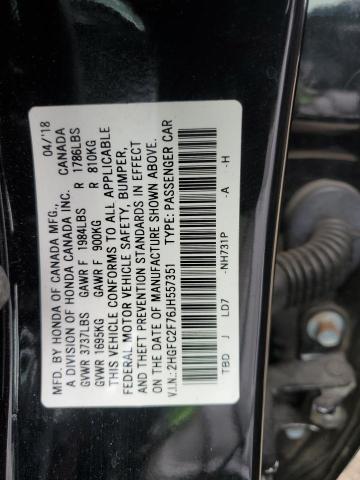 MFD. BY HONDA OF CANADA MFG., 04/18
A DIVISION OF HONDA CANADA INC. CANADA
GVWR 3737LBS GAWR F 1984LBS R 1786LBS
GVWR 1695KG GAWR F 900KG R 810KG
THIS VEHICLE CONFORMS TO ALL APPLICABLE
FEDERAL MOTOR VEHICLE SAFETY, BUMPER,
AND THEFT PREVENTION STANDARDS IN EFFECT
ON THE DATE OF MANUFACTURE SHOWN ABOVE.
V.I.N.: 2HGFC2F76JH557351 TYPE: PASSENGER CAR
TBD J LD7 -NH731P -A -H